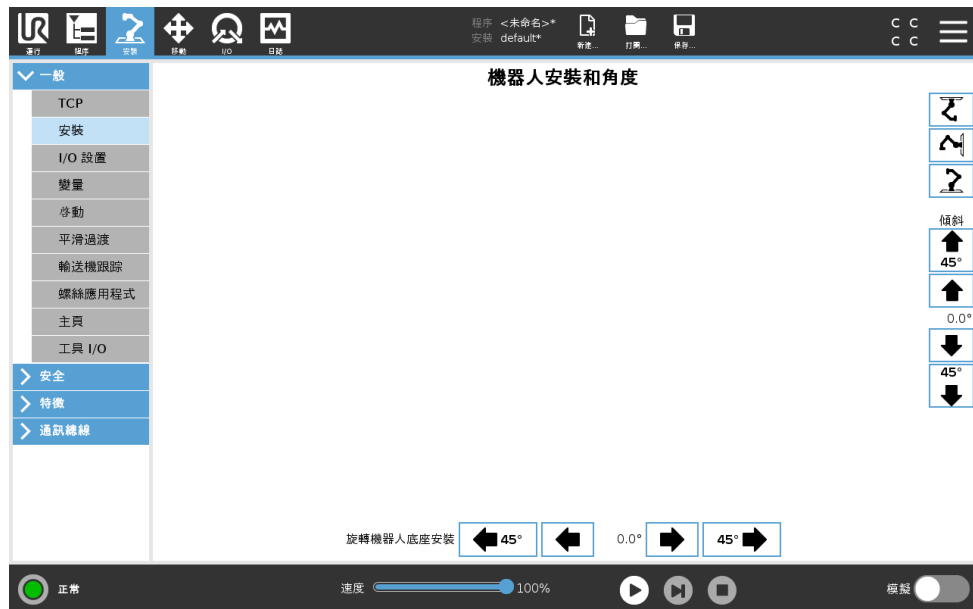 程序 <未命名>*
安裝 default*
運行 程序 安裝 移動 I/O 日誌 新建... 打開... 保存...
C C
C C
一般
機器人安裝和角度
TCP
安裝
I/O 設置
變量
啓動
平滑過渡
輸送機跟踪
螺絲應用程式
主頁
工具 I/O
安全
特徵
通訊總線
傾斜
45°
0.0°
45°
旋轉機器人底座安裝 45° 0.0° 45°
正常 速度 100% 模擬